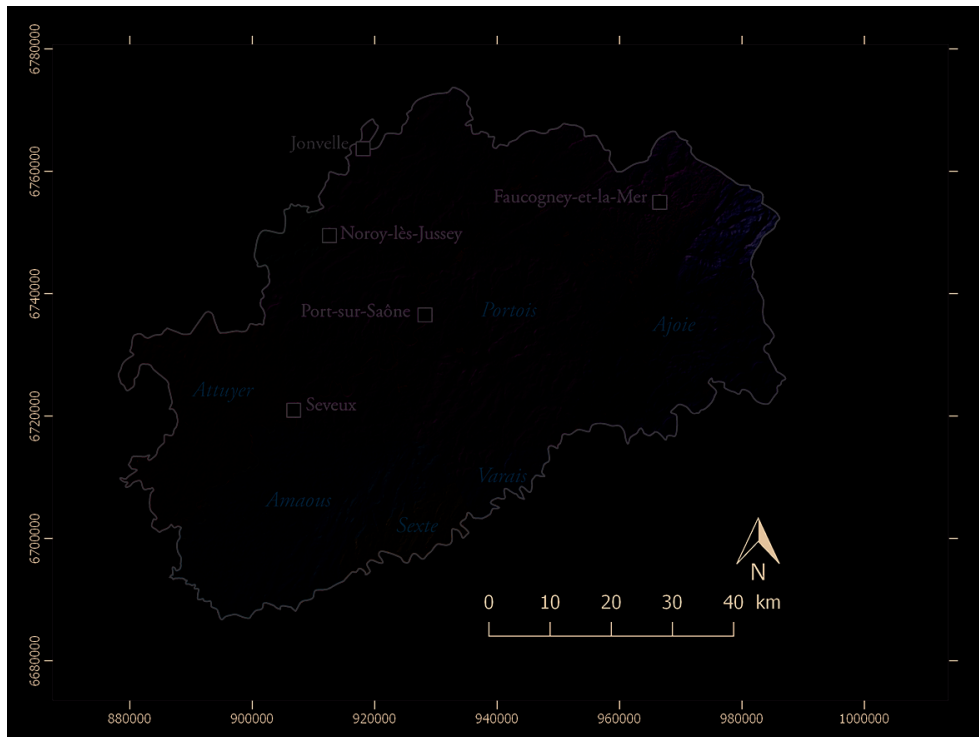 6780000
6760000
6740000
6720000
6700000
6680000
Jonvelle
Faucogney-et-la-Mer
Noroy-lès-Jussey
Port-sur-Saône
Portois
Ajoie
Attuyer
Seveux
Varais
Amaous
Sexte
N
0 10 20 30 40 km
880000 900000 920000 940000 960000 980000 1000000